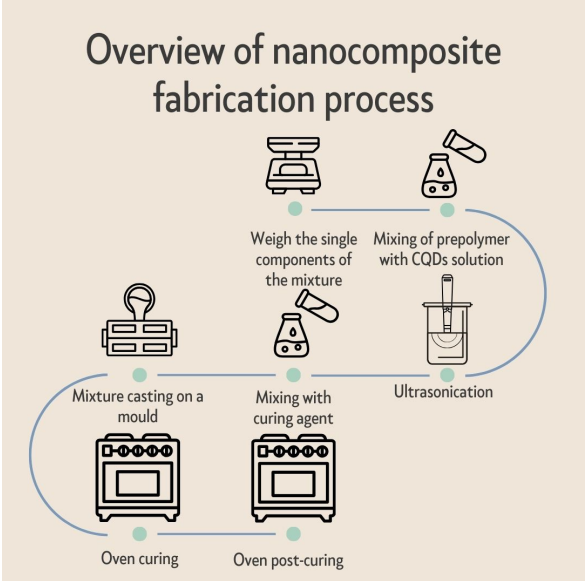 Overview of nanocomposite
fabrication process
Weigh the single
components of
the mixture
Mixing of prepolymer
with CQDs solution
Ultrasonication
Mixing with
curing agent
Mixture casting on a
mould
Oven curing
Oven post-curing